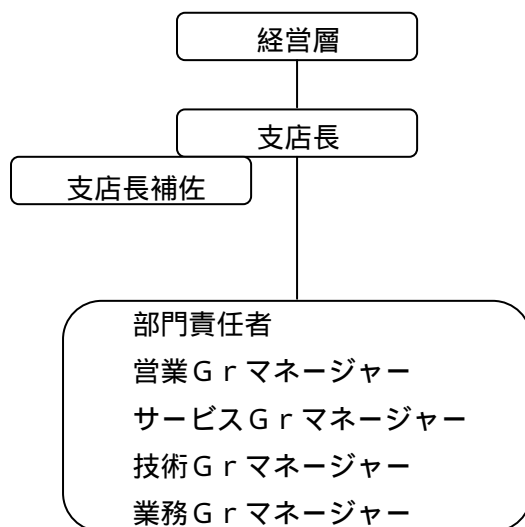 経営層
支店長
支店長補佐
部門責任者
営業Ｇｒマネージャー
サービスＧｒマネージャー
技術Ｇｒマネージャー
業務Ｇｒマネージャー